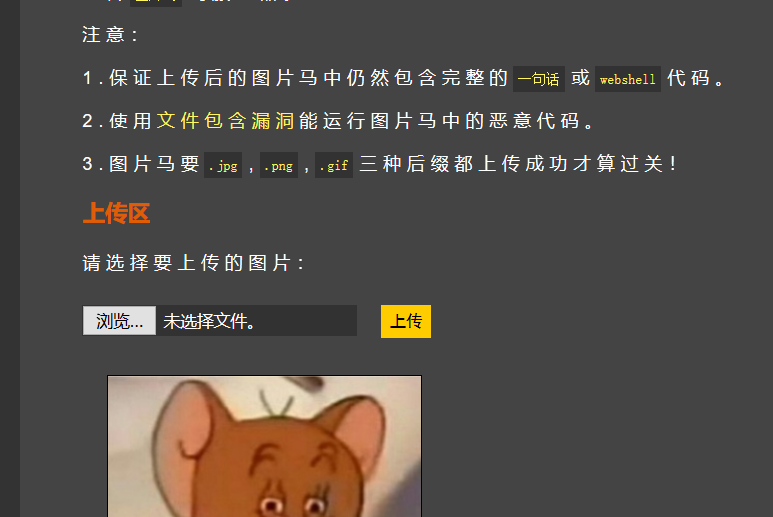 注意：
1.保证上传后的图片马中仍然包含完整的 一句话 或 webshell 代码。
2.使用文件包含漏洞能运行图片马中的恶意代码。
3.图片马要 .jpg , .png , .gif 三种后缀都上传成功才算过关！
上传区
请选择要上传的图片：
浏览... 未选择文件。 上传